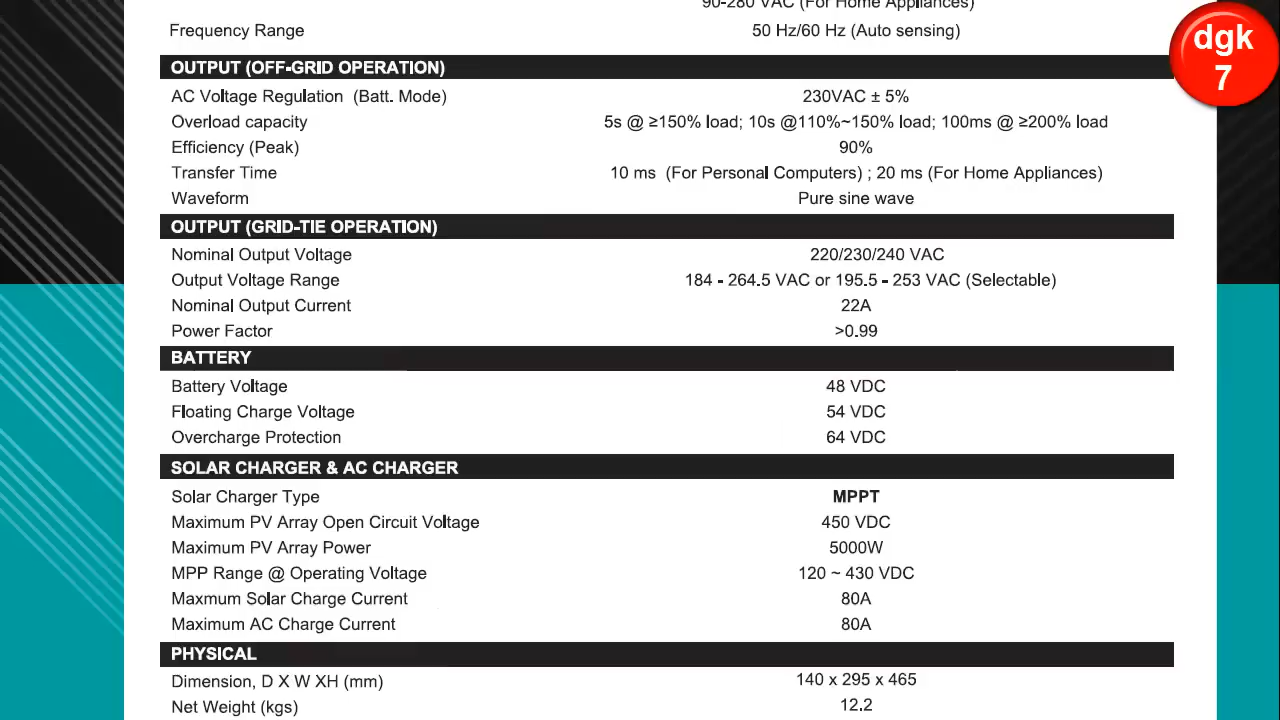 90-280 VAC (For Home Appliances)
Frequency Range 50 Hz/60 Hz (Auto sensing)
dgk
7
OUTPUT (OFF-GRID OPERATION)
AC Voltage Regulation (Batt. Mode) 230VAC ± 5%
Overload capacity 5s @ ≥150% load; 10s @110%~150% load; 100ms @ ≥200% load
Efficiency (Peak) 90%
Transfer Time 10 ms (For Personal Computers) ; 20 ms (For Home Appliances)
Waveform Pure sine wave
OUTPUT (GRID-TIE OPERATION)
Nominal Output Voltage 220/230/240 VAC
Output Voltage Range 184 - 264.5 VAC or 195.5 - 253 VAC (Selectable)
Nominal Output Current 22A
Power Factor >0.99
BATTERY
Battery Voltage 48 VDC
Floating Charge Voltage 54 VDC
Overcharge Protection 64 VDC
SOLAR CHARGER & AC CHARGER
Solar Charger Type MPPT
Maximum PV Array Open Circuit Voltage 450 VDC
Maximum PV Array Power 5000W
MPP Range @ Operating Voltage 120 ~ 430 VDC
Maxmum Solar Charge Current 80A
Maximum AC Charge Current 80A
PHYSICAL
Dimension, D X W XH (mm) 140 x 295 x 465
Net Weight (kgs) 12.2